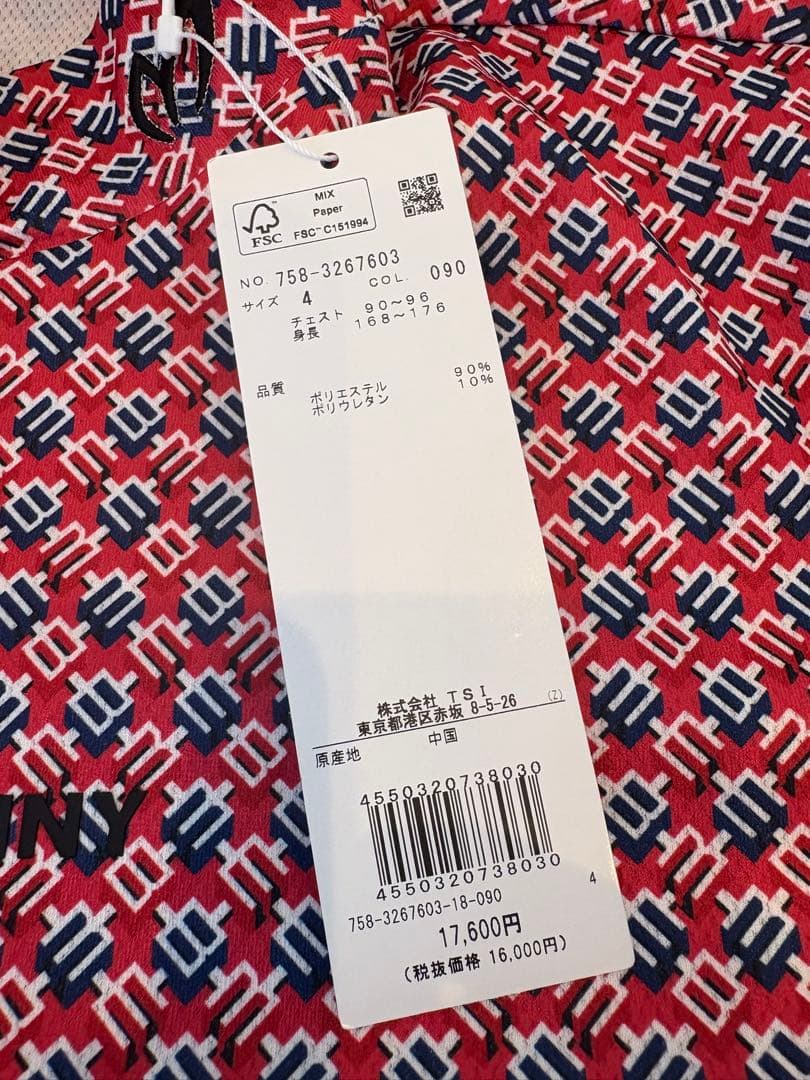 MIX
Paper
FSC™ C151994
FSC
NO. 758-3267603
COL. 090
サイズ 4
チェスト 90～96
身長 168～176
品質
ポリエステル 90%
ポリウレタン 10%
株式会社 TSI
東京都港区赤坂 8-5-26 (Z)
原産地 中国
4550320738030
4550320738030
758-3267603-18-090 4
17,600円
(税抜価格 16,000円)
NNY